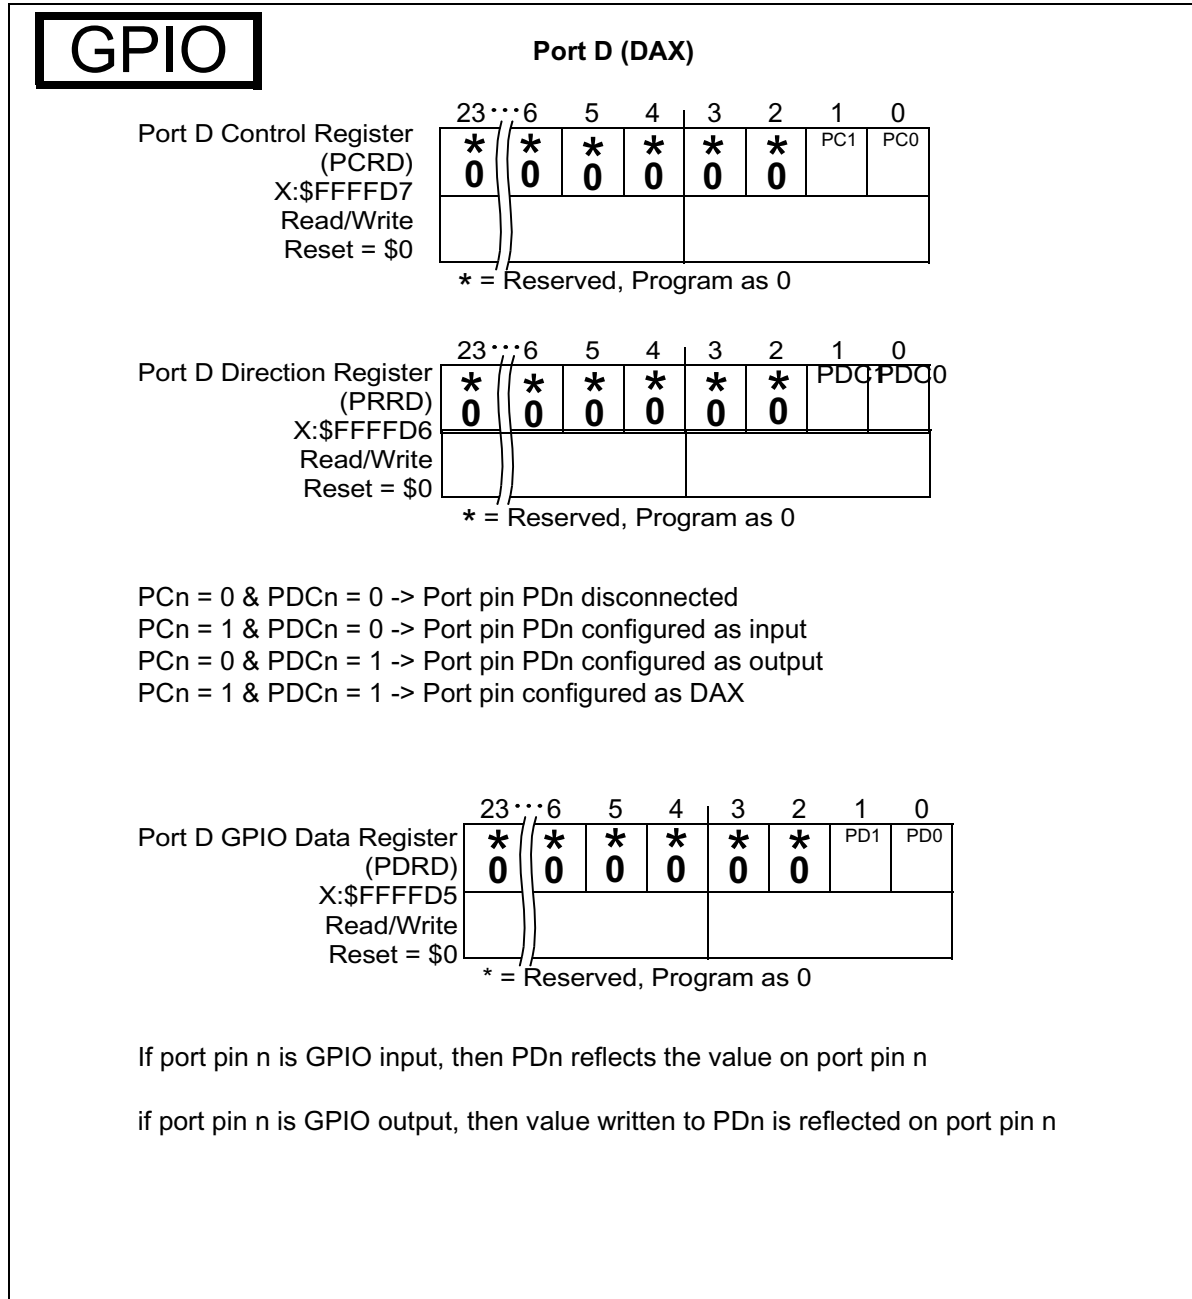 GPIO
Port D (DAX)
23 ... 6 5 4 3 2 1 0
Port D Control Register
* * * * * * PC1 PC0
(PCRD)
0 0 0 0 0 0
X:$FFFFD7
Read/Write
Reset = $0
* = Reserved, Program as 0
23 ... 6 5 4 3 2 1 0
Port D Direction Register
* * * * * * PDC1 PDC0
(PRRD)
0 0 0 0 0 0
X:$FFFFD6
Read/Write
Reset = $0
* = Reserved, Program as 0
PCn = 0 & PDCn = 0 -> Port pin PDn disconnected
PCn = 1 & PDCn = 0 -> Port pin PDn configured as input
PCn = 0 & PDCn = 1 -> Port pin PDn configured as output
PCn = 1 & PDCn = 1 -> Port pin configured as DAX
23 ... 6 5 4 3 2 1 0
Port D GPIO Data Register
* * * * * * PD1 PD0
(PDRD)
0 0 0 0 0 0
X:$FFFFD5
Read/Write
Reset = $0
* = Reserved, Program as 0
If port pin n is GPIO input, then PDn reflects the value on port pin n
if port pin n is GPIO output, then value written to PDn is reflected on port pin n